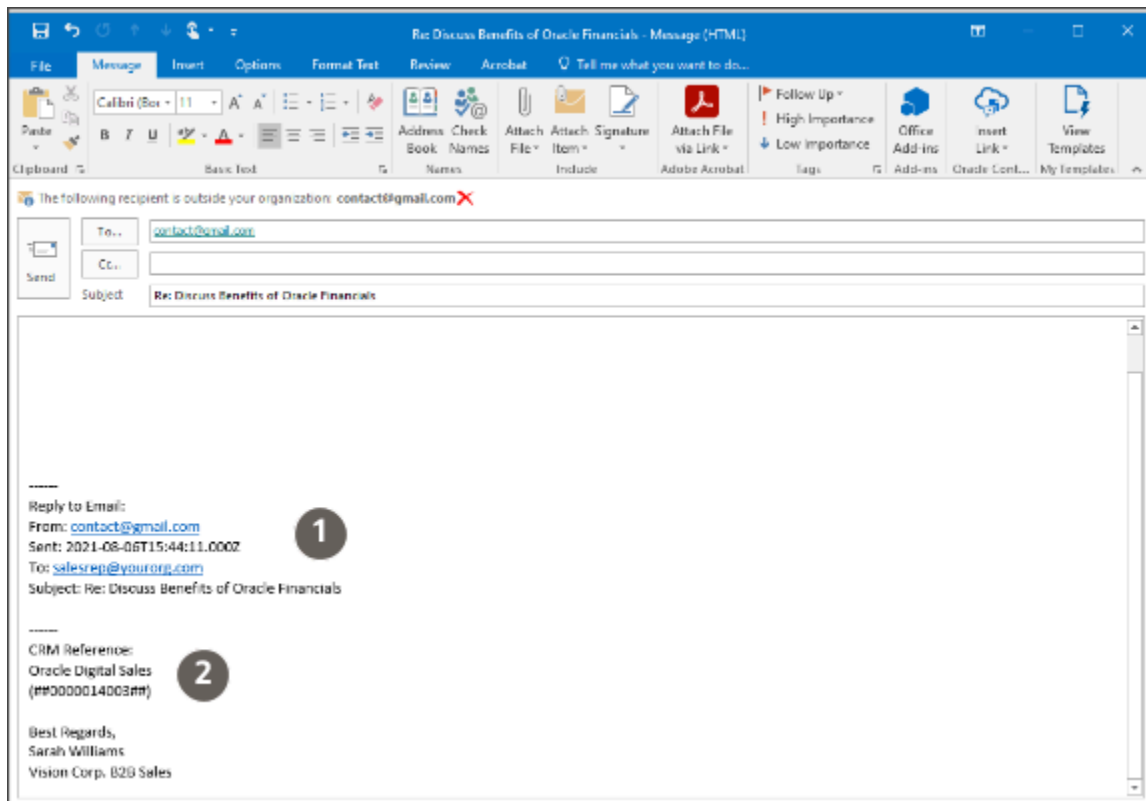 Re: Discuss Benefits of Oracle Financials - Message (HTML)
File Message Insert Options Format Text Review Acrobat Tell me what you want to do...
Calibri (Bo 11
Paste B I U A Address Book Check Names Attach File Attach Item Signature Attach File via Link Follow Up High Importance Low Importance Office Add-ins Insert Link View Templates
Clipboard Basic Text Names Include Adobe Acrobat Tags Add-ins Oracle Cont... My Templates
The following recipient is outside your organization: contact@gmail.com
To... contact@gmail.com
Send Cc...
Subject Re: Discuss Benefits of Oracle Financials
------
Reply to Email:
From: contact@gmail.com
1
Sent: 2021-08-06T15:44:11.000Z
To: salesrep@yourorg.com
Subject: Re: Discuss Benefits of Oracle Financials
------
CRM Reference:
Oracle Digital Sales
2
(##0000014003##)
Best Regards,
Sarah Williams
Vision Corp. B2B Sales